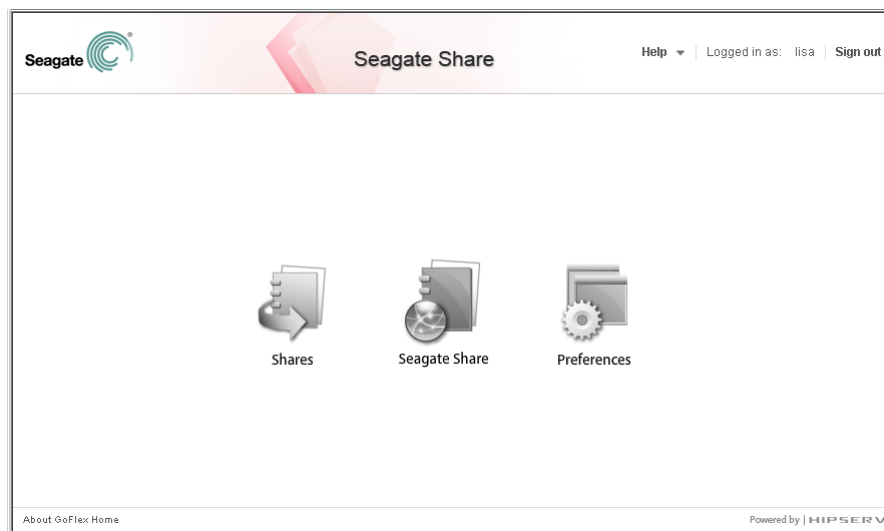 Seagate
Seagate Share
Help
Logged in as: lisa
Sign out
Shares
Seagate Share
Preferences
About GoFlex Home
Powered by | HIPSERV